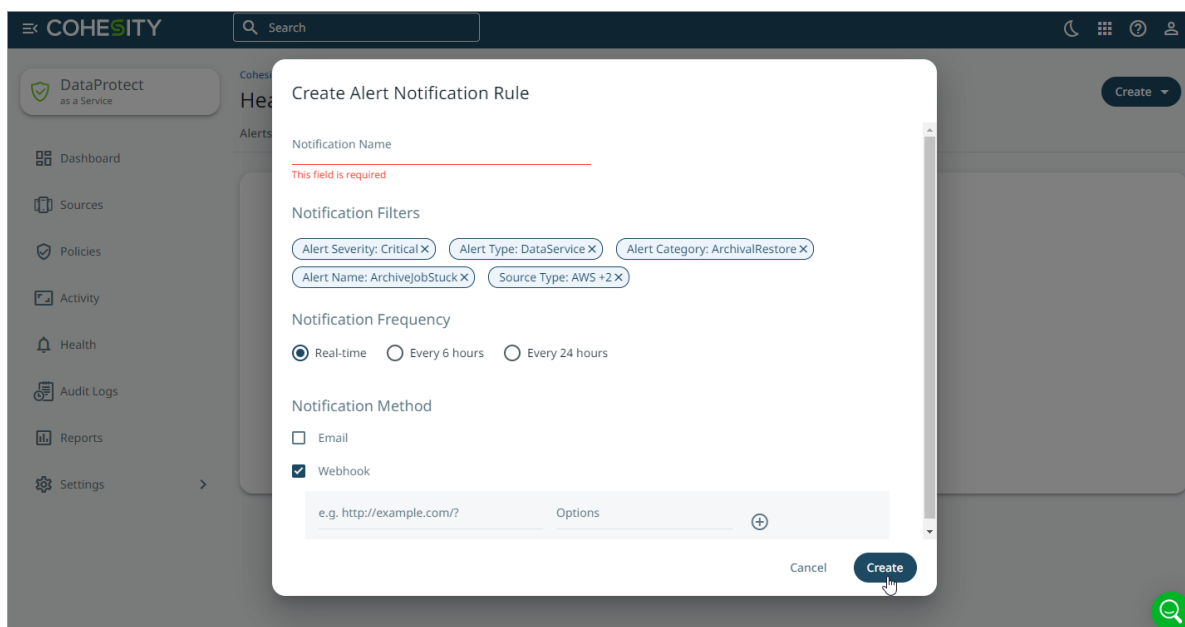 COHESITY
Search
DataProtect
as a Service
Cohesi
Hea
Alerts
Create
Dashboard
Sources
Policies
Activity
Health
Audit Logs
Reports
Settings
Create Alert Notification Rule
Notification Name
This field is required
Notification Filters
Alert Severity: Critical
Alert Type: DataService
Alert Category: ArchivalRestore
Alert Name: ArchiveJobStuck
Source Type: AWS +2
Notification Frequency
Real-time
Every 6 hours
Every 24 hours
Notification Method
Email
Webhook
e.g. http://example.com/?
Options
Cancel
Create